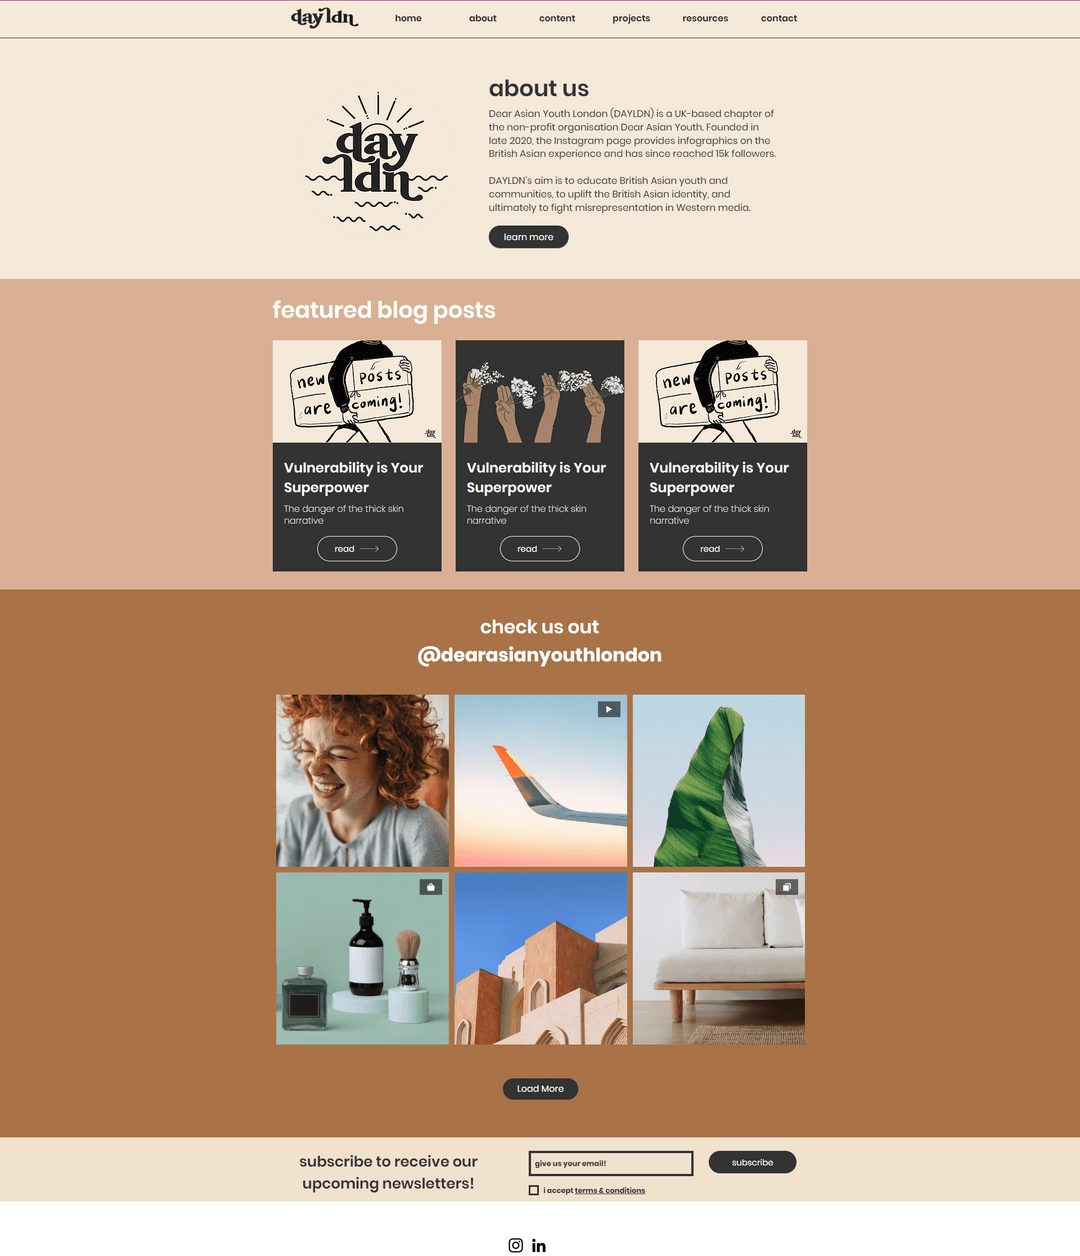 day ldn
home
about
content
projects
resources
contact
about us
Dear Asian Youth London (DAYLDN) is a UK-based chapter of
the non-profit organisation Dear Asian Youth. Founded in
late 2020, the Instagram page provides infographics on the
British Asian experience and has since reached 15k followers.
DAYLDN's aim is to educate British Asian youth and
communities, to uplift the British Asian identity, and
ultimately to fight misrepresentation in Western media.
learn more
day
ldn
featured blog posts
new posts
are coming!
day
ldn
Vulnerability is Your
Superpower
The danger of the thick skin
narrative
read
Vulnerability is Your
Superpower
The danger of the thick skin
narrative
read
new posts
are coming!
day
ldn
Vulnerability is Your
Superpower
The danger of the thick skin
narrative
read
check us out
@dearasianyouthlondon
Load More
subscribe to receive our
upcoming newsletters!
give us your email!
i accept terms & conditions
subscribe
in